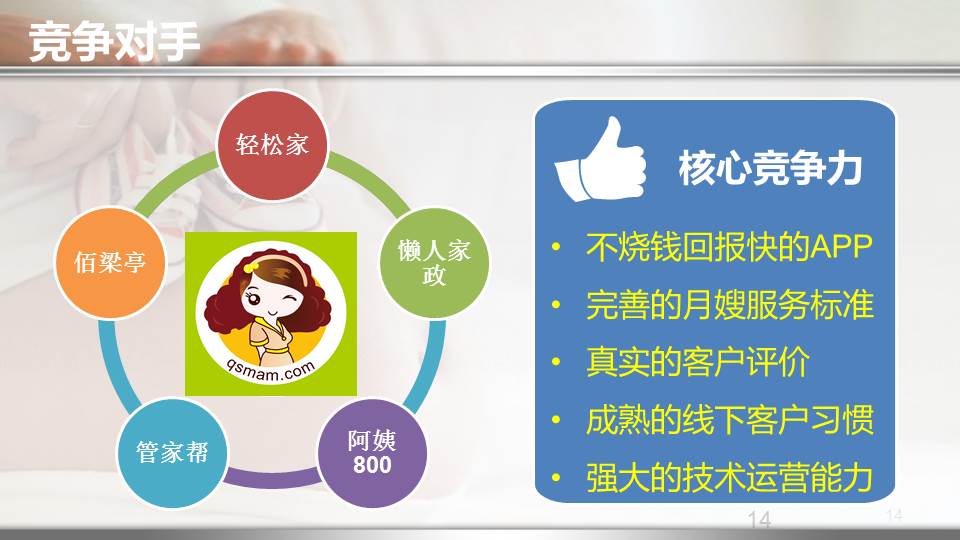 竞争对手
轻松家
佰梁亭
懒人家
政
qsmam.com
管家帮
阿姨
800
核心竞争力
• 不烧钱回报快的APP
• 完善的月嫂服务标准
• 真实的客户评价
• 成熟的线下客户习惯
• 强大的技术运营能力
14
14